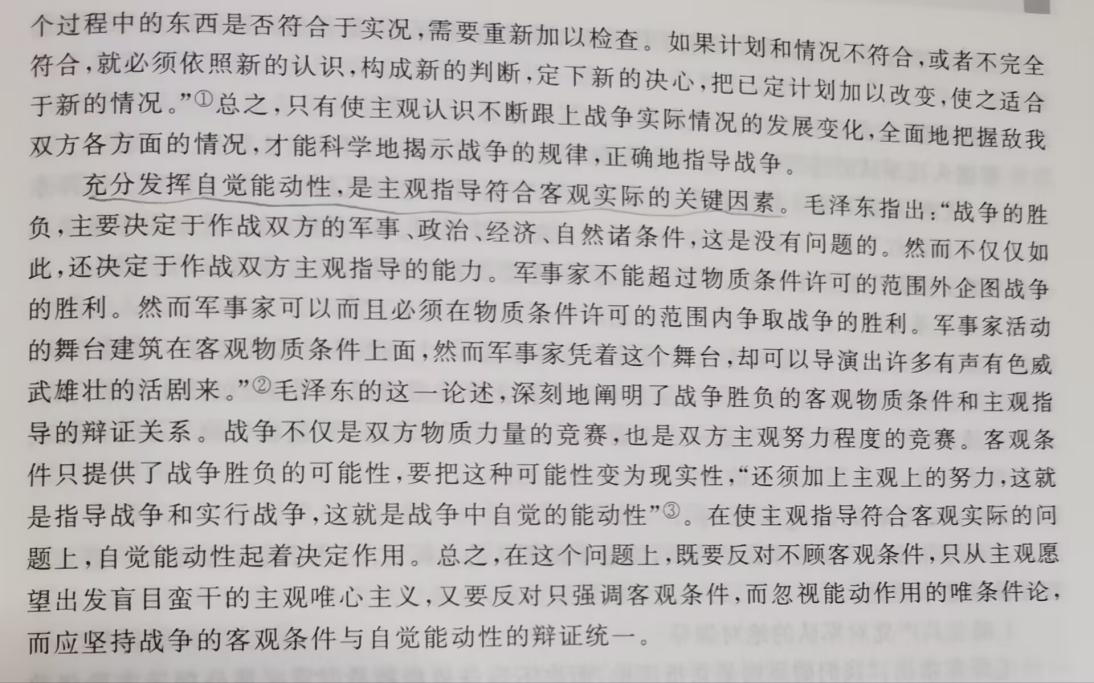 个过程中的东西是否符合于实况,需要重新加以检查。如果计划和情况不符合,或者不完全
符合,就必须依照新的认识,构成新的判断,定下新的决心,把已定计划加以改变,使之适合
于新的情况。”①总之,只有使主观认识不断跟上战争实际情况的发展变化,全面地把握敌我
双方各方面的情况,才能科学地揭示战争的规律,正确地指导战争。
充分发挥自觉能动性,是主观指导符合客观实际的关键因素。毛泽东指出:“战争的胜
负,主要决定于作战双方的军事、政治、经济、自然诸条件,这是没有问题的。然而不仅仅如
此,还决定于作战双方主观指导的能力。军事家不能超过物质条件许可的范围外企图战争
的胜利。然而军事家可以而且必须在物质条件许可的范围内争取战争的胜利。军事家活动
的舞台建筑在客观物质条件上面,然而军事家凭着这个舞台,却可以导演出许多有声有色威
武雄壮的活剧来。”②毛泽东的这一论述,深刻地阐明了战争胜负的客观物质条件和主观指
导的辩证关系。战争不仅是双方物质力量的竞赛,也是双方主观努力程度的竞赛。客观条
件只提供了战争胜负的可能性,要把这种可能性变为现实性,“还须加上主观上的努力,这就
是指导战争和实行战争,这就是战争中自觉的能动性”③。在使主观指导符合客观实际的问
题上,自觉能动性起着决定作用。总之,在这个问题上,既要反对不顾客观条件,只从主观愿
望出发盲目蛮干的主观唯心主义,又要反对只强调客观条件,而忽视能动作用的唯条件论,
而应坚持战争的客观条件与自觉能动性的辩证统一。